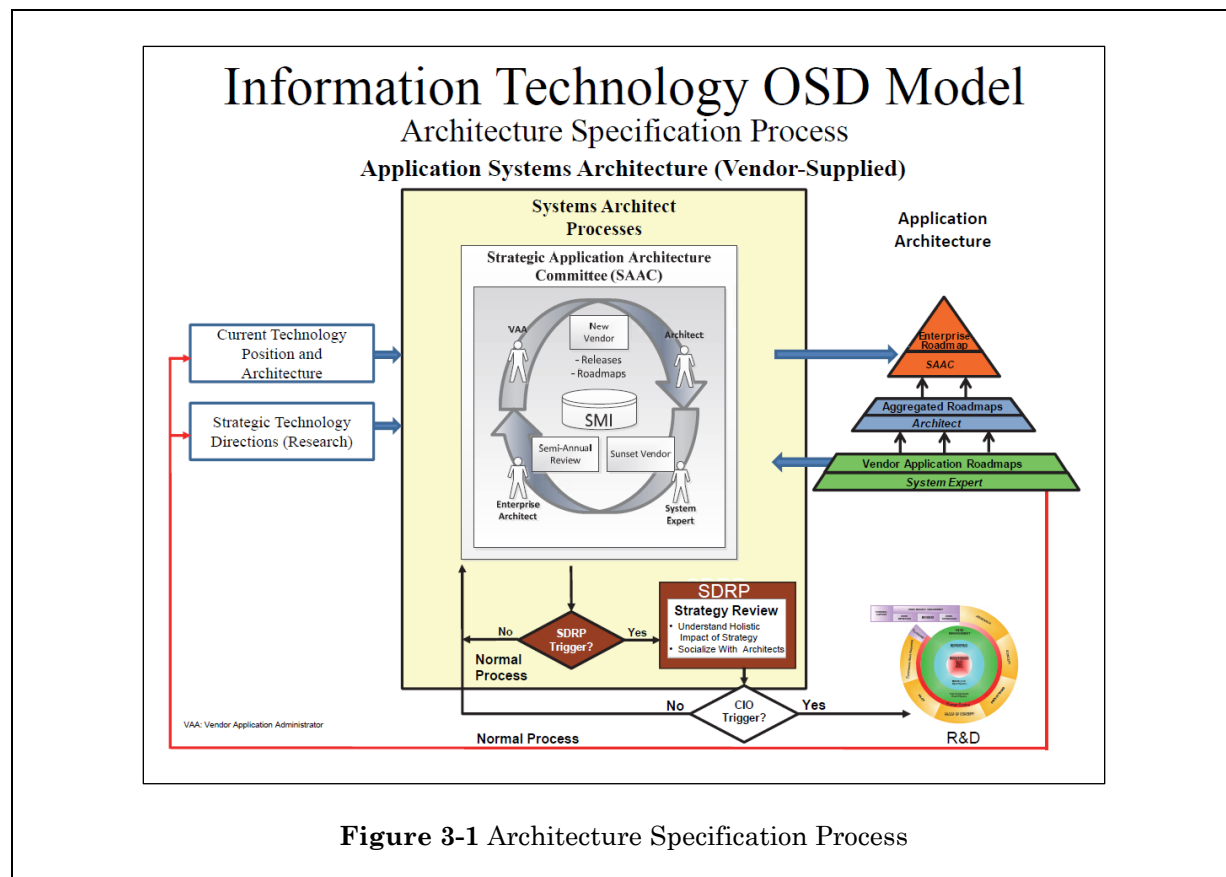 Information Technology OSD Model
Architecture Specification Process
Application Systems Architecture (Vendor-Supplied)
Systems Architect
Processes
Strategic Application Architecture
Committee (SAAC)
VAA
New
Vendor
Architect
- Releases
- Roadmaps
SMI
Semi-Annual
Review
Sunset Vendor
Enterprise
Architect
System
Expert
Current Technology
Position and
Architecture
Strategic Technology
Directions (Research)
Application
Architecture
Enterprise
Roadmap
SAAC
Aggregated Roadmaps
Architect
Vendor Application Roadmaps
System Expert
No
SDRP
Trigger?
Yes
Normal
Process
SDRP
Strategy Review
• Understand Holistic
Impact of Strategy
• Socialize With Architects
No
CIO
Trigger?
Yes
R&D
VAA: Vendor Application Administrator
Normal Process
Figure 3-1 Architecture Specification Process